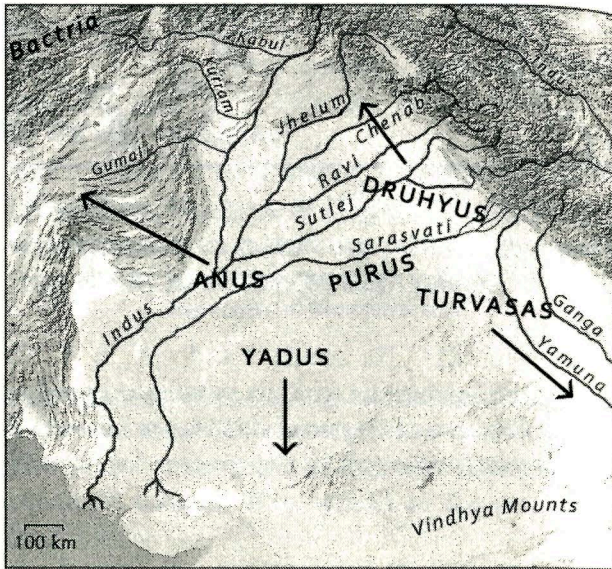 Bactria
Kabul
Kurram
Indus
Jhelum
Chenab
Gumal
Ravi
DRUHYUS
Sutlej
Sarasvati
ANUS
PURUS
TURVASAS
Ganga
Indus
Yamuna
YADUS
Vindhya Mounts
100 km